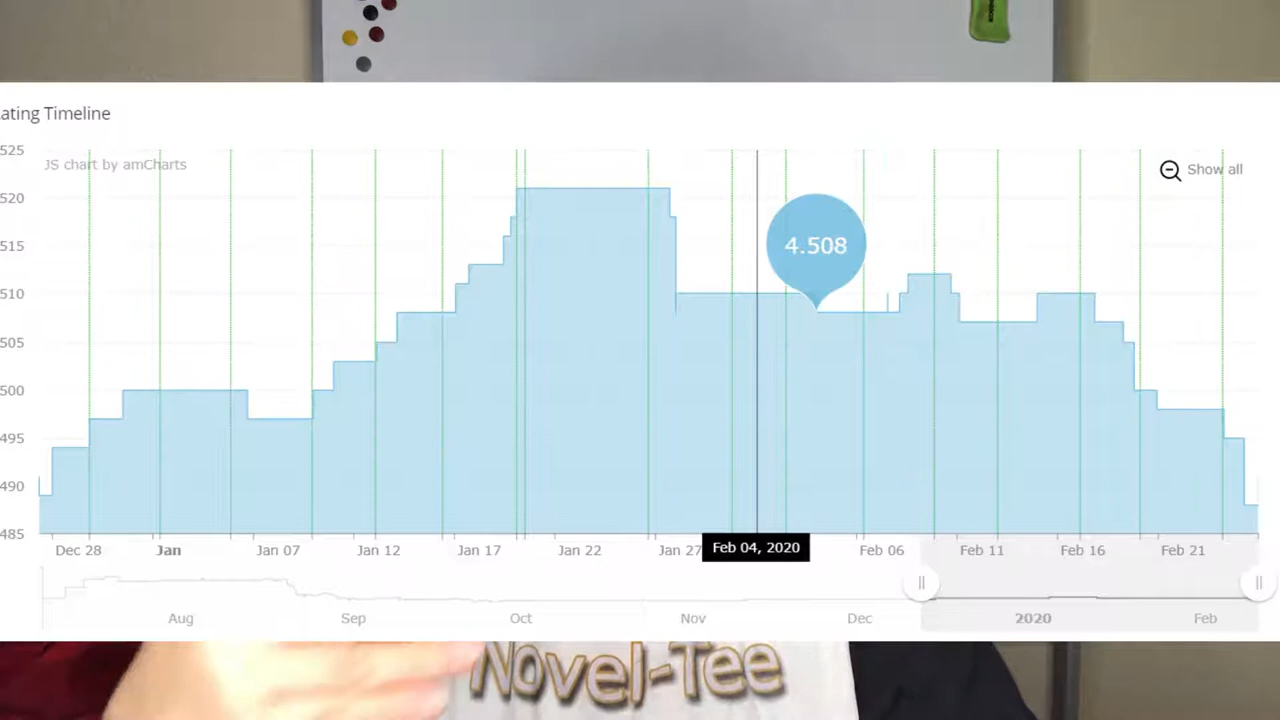 ating Timeline
525
JS chart by amCharts
Show all
520
515
4.508
510
505
500
495
490
485
Dec 28 Jan Jan 07 Jan 12 Jan 17 Jan 22 Jan 27 Feb 04, 2020 Feb 06 Feb 11 Feb 16 Feb 21
Aug Sep Oct Nov Dec 2020 Feb
Novel-Tee